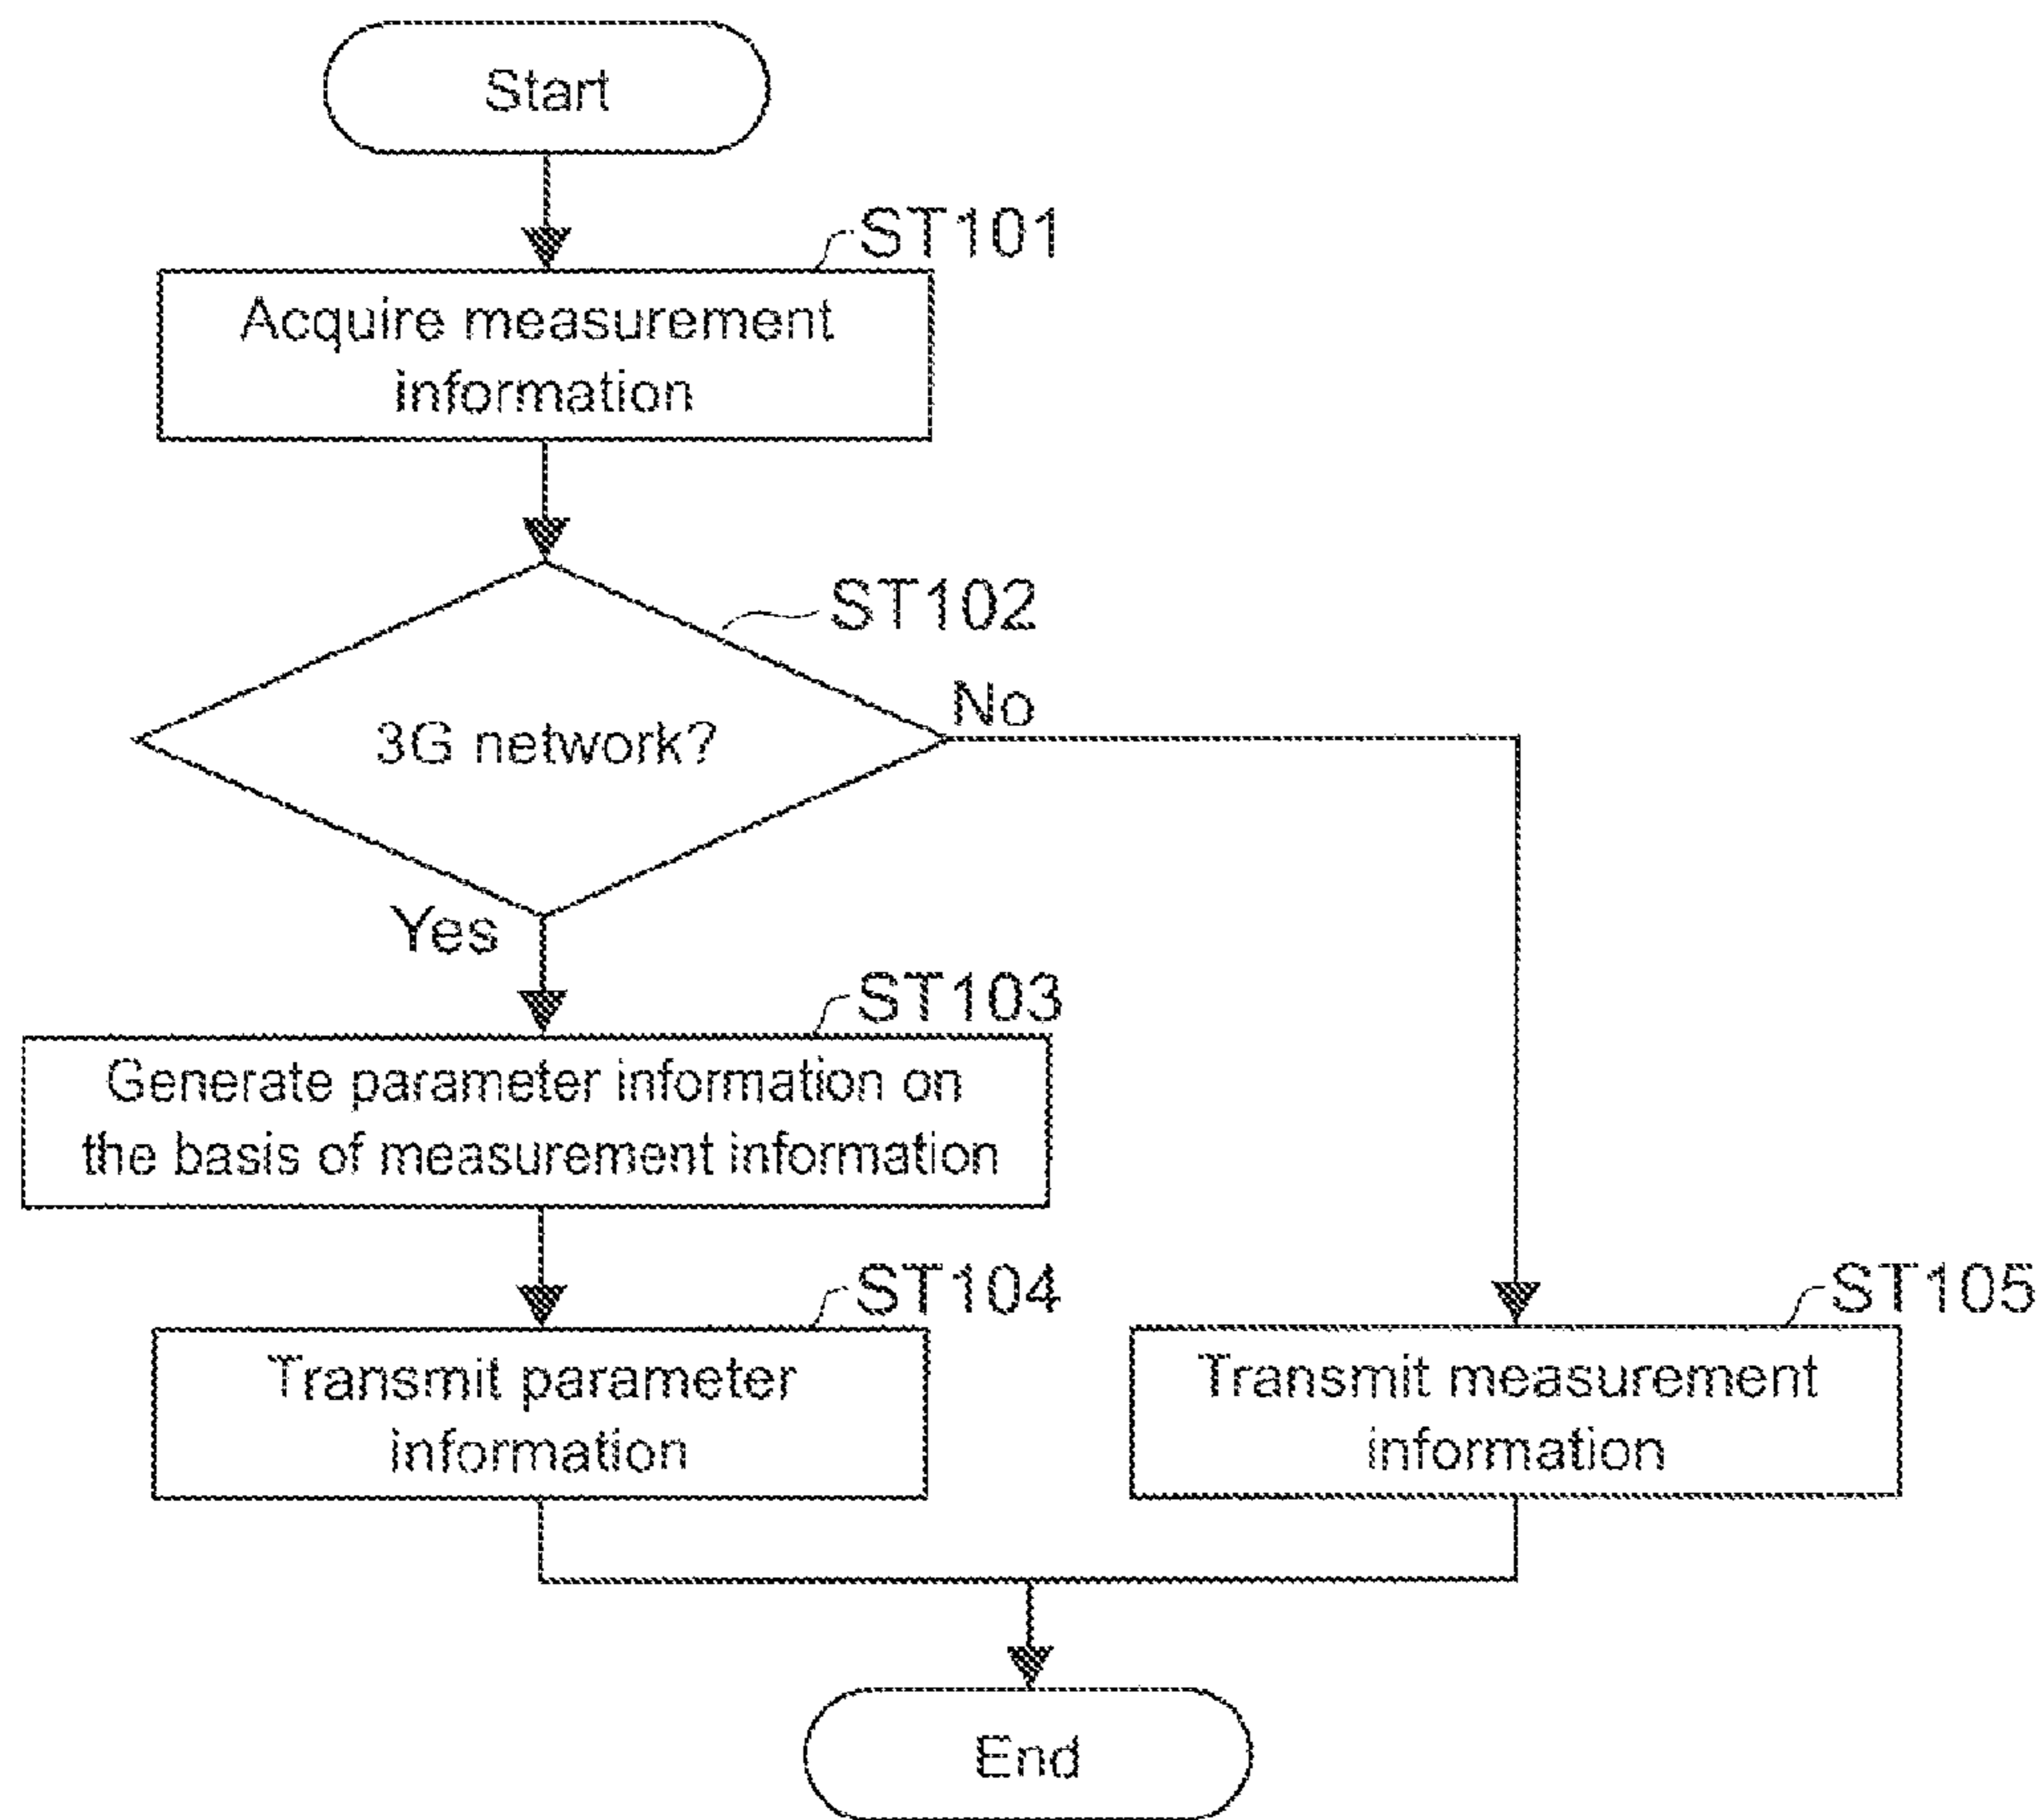 Start
ST101
Acquire measurement
information
ST102
No
3G network?
Yes
ST103
Generate parameter information on
the basis of measurement information
ST104
Transmit parameter
information
ST105
Transmit measurement
information
End